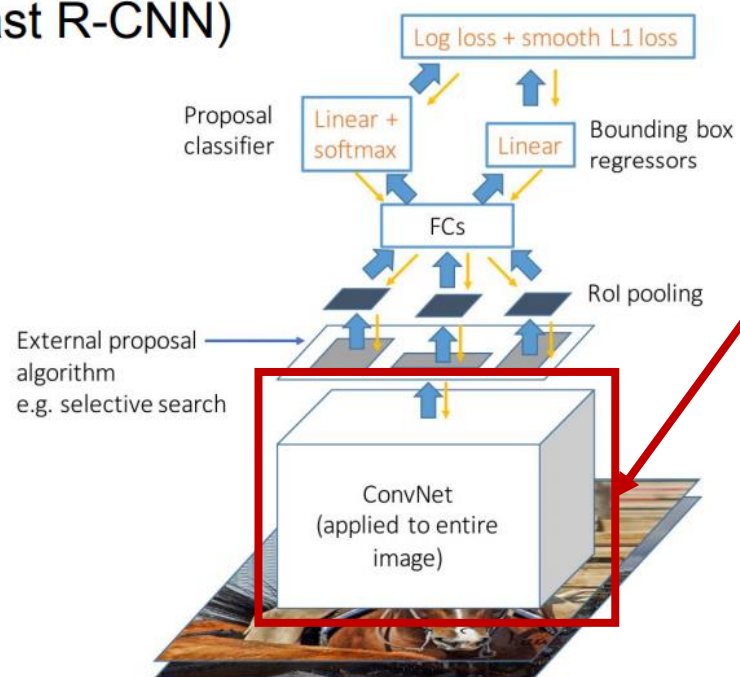 ast R-CNN)
Log loss + smooth L1 loss
Proposal
classifier
Linear +
softmax
Linear
Bounding box
regressors
FCs
RoI pooling
External proposal
algorithm
e.g. selective search
ConvNet
(applied to entire
image)